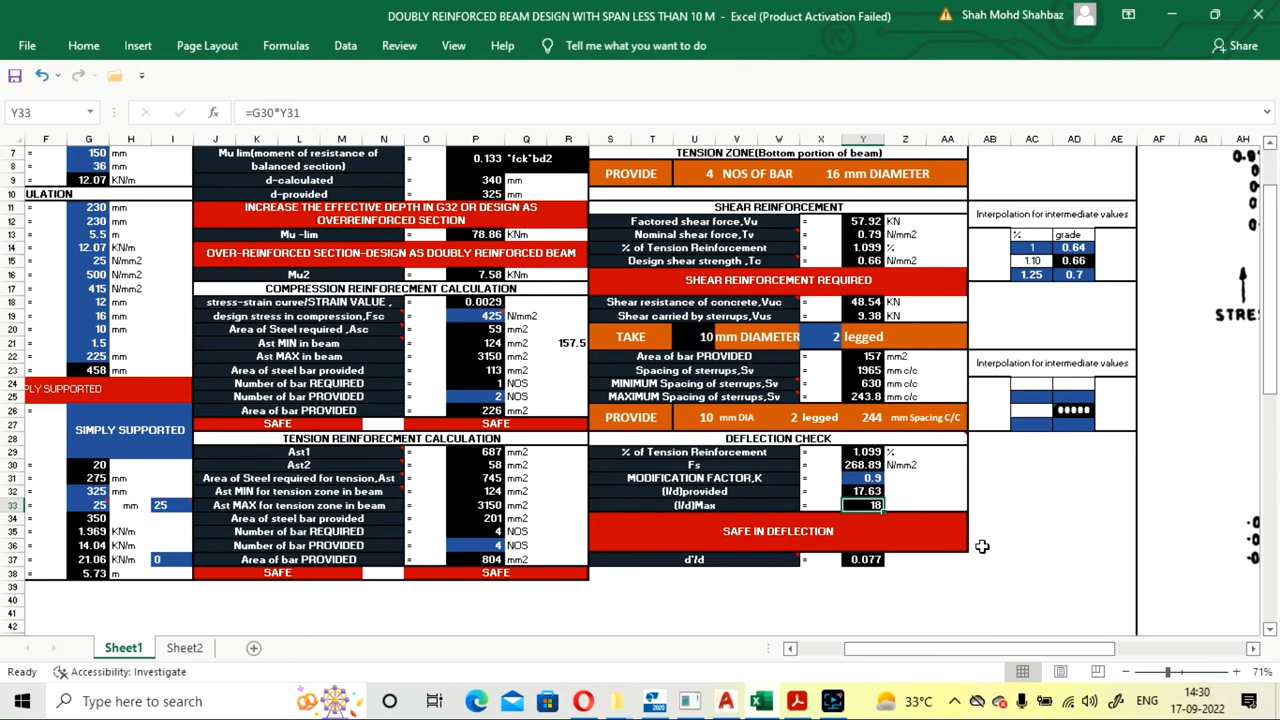 DOUBLY REINFORCED BEAM DESIGN WITH SPAN LESS THAN 10 M - Excel (Product Activation Failed)
Shah Mohd Shahbaz
File Home Insert Page Layout Formulas Data Review View Help Tell me what you want to do Share
Y33 fx =G30*Y31
F G H I J K L M N O P Q R S T U V W X Y Z AA AB AC AD AE AF AG AH
7 = 150 mm
8 = 36 mm
9 = 12.07 KN/m
10 ULATION
11 = 230 mm
12 = 230 mm
13 = 5.5 m
14 = 12.07 KN/m
15 = 25 N/mm2
16 = 500 N/mm2
17 = 415 N/mm2
18 = 12 mm
19 = 16 mm
20 = 10 mm
21 = 1.5
22 = 225 mm
23 = 458 mm
24 PLY SUPPORTED
25
26 = SIMPLY SUPPORTED
27
28
29
30 = 20
31 = 275 mm
32 = 325 mm
33 = 25 mm 25
34 = 350
35 = 1.969 KN/m
36 = 14.04 KN/m
37 = 21.06 KN/m 0
38 = 5.73 m
39
40
41
42
Mu lim(moment of resistance of balanced section) = 0.133 "fck"bd2
d-calculated = 340 mm
d-provided = 325 mm
INCREASE THE EFFECTIVE DEPTH IN G32 OR DESIGN AS
OVERREINFORCED SECTION
Mu -lim = 78.86 KNm
OVER-REINFORCED SECTION-DESIGN AS DOUBLY REINFORCED BEAM
Mu2 = 7.58 KNm
COMPRESSION REINFORECMENT CALCULATION
stress-strain curve/STRAIN VALUE , = 0.0029
design stress in compression,Fsc = 425 N/mm2
Area of Steel required ,Asc = 59 mm2
Ast MIN in beam = 124 mm2 157.5
Ast MAX in beam = 3150 mm2
Area of steel bar provided = 113 mm2
Number of bar REQUIRED = 1 NOS
Number of bar PROVIDED = 2 NOS
Area of bar PROVIDED = 226 mm2
SAFE SAFE
TENSION REINFORECMENT CALCULATION
Ast1 = 687 mm2
Ast2 = 58 mm2
Area of Steel required for tension,Ast = 745 mm2
Ast MIN for tension zone in beam = 124 mm2
Ast MAX for tension zone in beam = 3150 mm2
Area of steel bar provided = 201 mm2
Number of bar REQUIRED = 4 NOS
Number of bar PROVIDED = 4 NOS
Area of bar PROVIDED = 804 mm2
SAFE SAFE
TENSION ZONE(Bottom portion of beam)
PROVIDE 4 NOS OF BAR 16 mm DIAMETER
SHEAR REINFORCEMENT
Factored shear force,Vu = 57.92 KN
Nominal shear force,Tv = 0.79 N/mm2
% of Tension Reinforcement = 1.099 %
Design shear strength ,Tc = 0.66 N/mm2
SHEAR REINFORCEMENT REQUIRED
Shear resistance of concrete,Vuc = 48.54 KN
Shear carried by sterrups,Vus = 9.38 KN
TAKE 10 mm DIAMETER 2 legged
Area of bar PROVIDED = 157 mm2
Spacing of sterrups,Sv = 1965 mm c/c
MINIMUM Spacing of sterrups,Sv = 630 mm c/c
MAXIMUM Spacing of sterrups,Sv = 243.8 mm c/c
PROVIDE 10 mm DIA 2 legged 244 mm Spacing C/C
DEFLECTION CHECK
% of Tension Reinforcement = 1.099 %
Fs = 268.89 N/mm2
MODIFICATION FACTOR,K = 0.9
(l/d)provided = 17.63
(l/d)Max = 18
SAFE IN DEFLECTION
d'/d = 0.077
Interpolation for intermediate values
% grade
1 0.64
1.10 0.66
1.25 0.7
Interpolation for intermediate values
STRES
Sheet1 Sheet2
Ready Accessibility: Investigate 71%
Type here to search 33°C ENG 14:30
17-09-2022